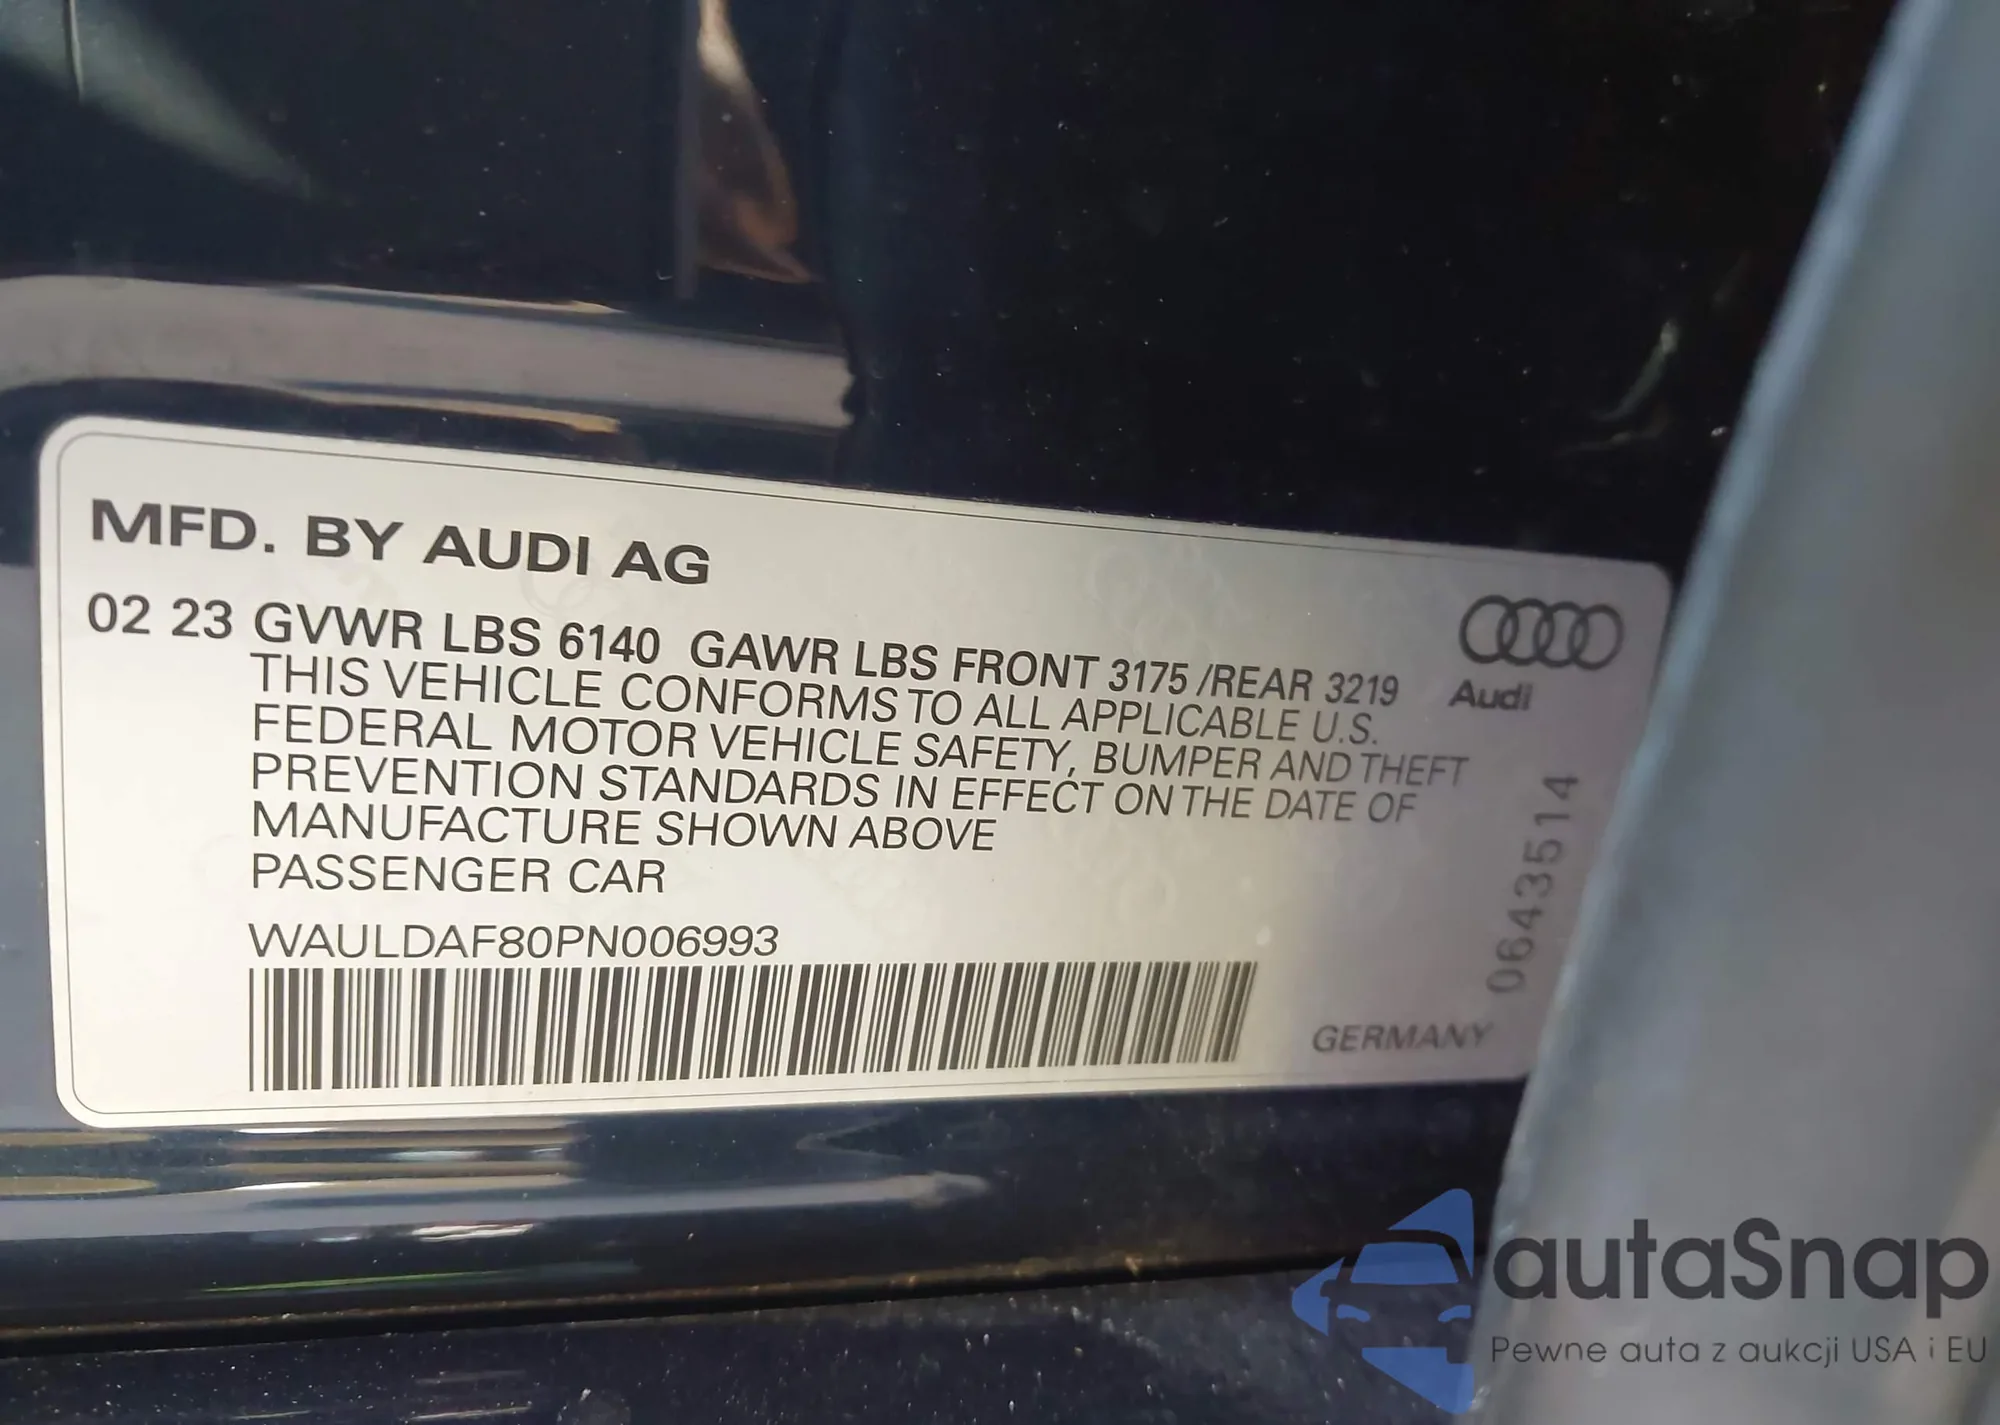 MFD. BY AUDI AG
02 23 GVWR LBS 6140 GAWR LBS FRONT 3175 /REAR 3219
THIS VEHICLE CONFORMS TO ALL APPLICABLE U.S.
FEDERAL MOTOR VEHICLE SAFETY, BUMPER AND THEFT
PREVENTION STANDARDS IN EFFECT ON THE DATE OF
MANUFACTURE SHOWN ABOVE
PASSENGER CAR
WAULDAF80PN006993
Audi
0643514
GERMANY
autaSnap
Pewne auta z aukcji USA i EU